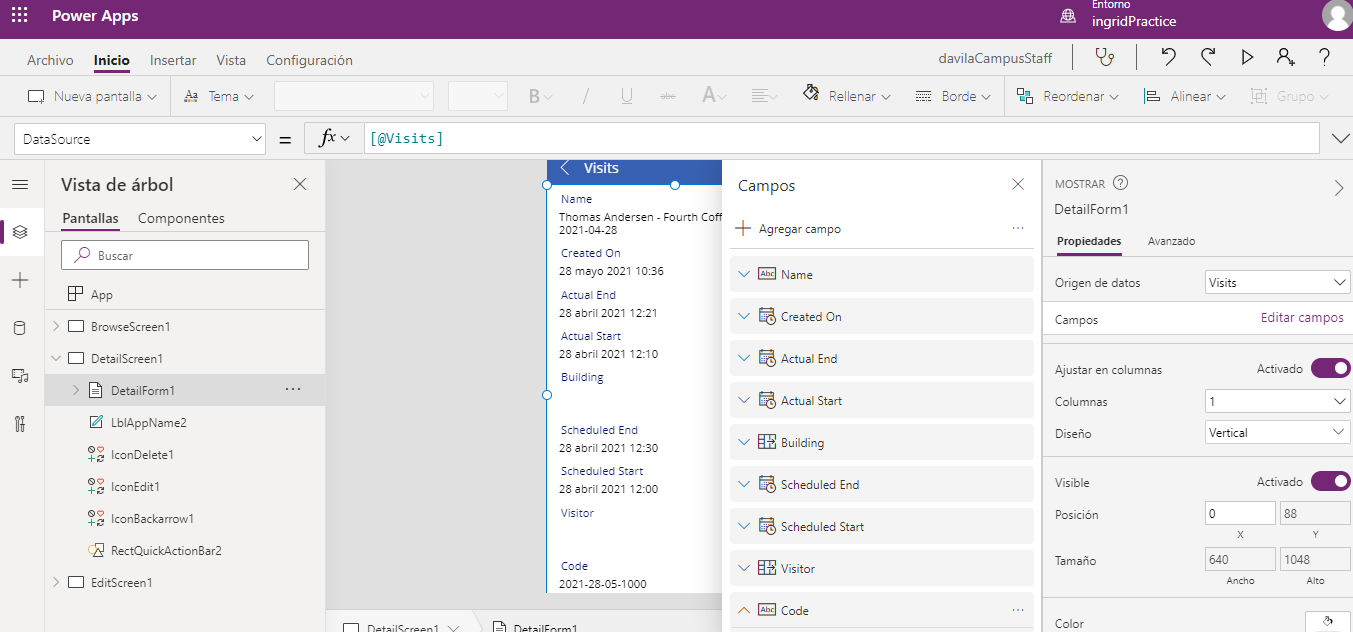 Power Apps
Entorno
ingridPractice
Archivo Inicio Insertar Vista Configuración
davilaCampusStaff
Nueva pantalla Aa Tema B / U abc A Rellenar Borde Reordenar Alinear Grupo
DataSource = fx [@Visits]
Vista de árbol
Pantallas Componentes
Buscar
App
BrowseScreen1
DetailScreen1
DetailForm1 ...
LblAppName2
IconDelete1
IconEdit1
IconBackarrow1
RectQuickActionBar2
EditScreen1
Visits
Name
Thomas Andersen - Fourth Coff
2021-04-28
Created On
28 mayo 2021 10:36
Actual End
28 abril 2021 12:21
Actual Start
28 abril 2021 12:10
Building
Scheduled End
28 abril 2021 12:30
Scheduled Start
28 abril 2021 12:00
Visitor
Code
2021-28-05-1000
DetailScreen1 DetailForm1
Campos
Agregar campo ...
Abc Name
Created On
Actual End
Actual Start
Building
Scheduled End
Scheduled Start
Visitor
Abc Code ...
MOSTRAR ?
DetailForm1
Propiedades Avanzado
Origen de datos Visits
Campos Editar campos
Ajustar en columnas Activado
Columnas 1
Diseño Vertical
Visible Activado
Posición 0 88
X Y
Tamaño 640 1048
Ancho Alto
Color